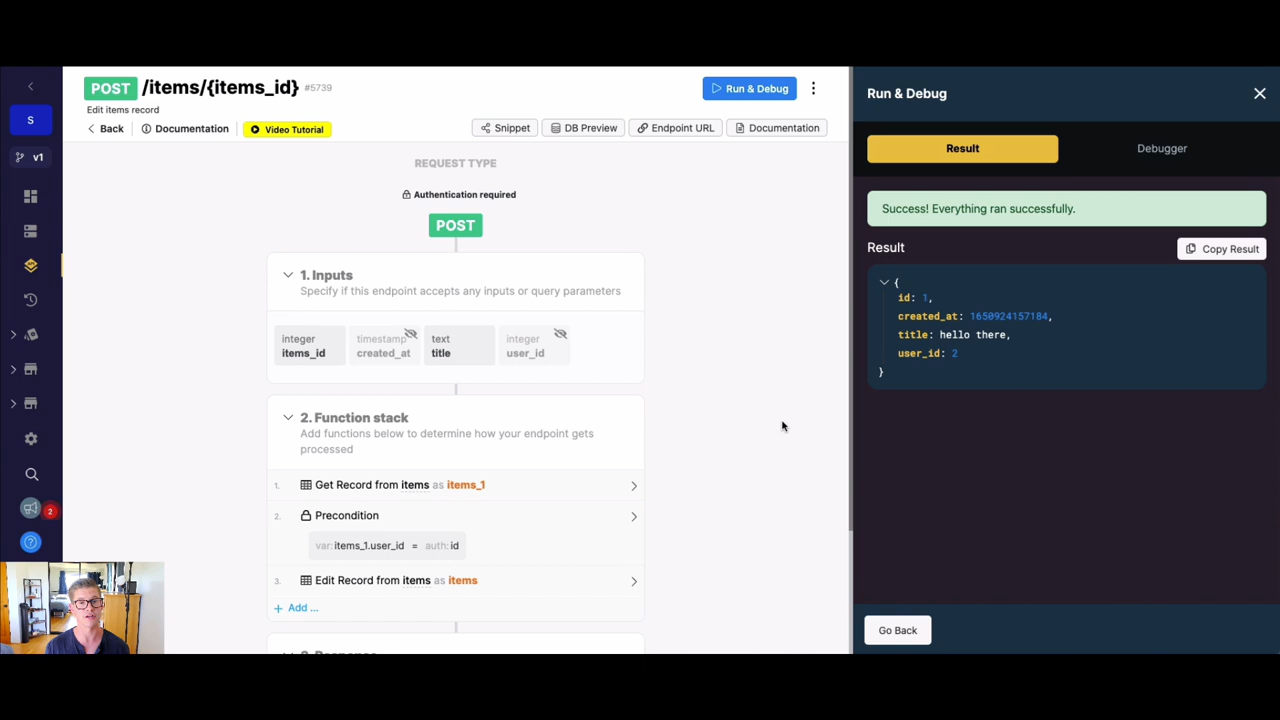 S
v1
2
POST /items/{items_id} #5739
Edit items record
Back
Documentation
Video Tutorial
Run & Debug
Snippet
DB Preview
Endpoint URL
Documentation
REQUEST TYPE
Authentication required
POST
1. Inputs
Specify if this endpoint accepts any inputs or query parameters
integer
items_id
timestamp
created_at
text
title
integer
user_id
2. Function stack
Add functions below to determine how your endpoint gets
processed
1. Get Record from items as items_1
2. Precondition
var:items_1.user_id = auth:id
3. Edit Record from items as items
+ Add ...
3. Response
Run & Debug
Result
Debugger
Success! Everything ran successfully.
Result
Copy Result
{
id: 1,
created_at: 1650924157184,
title: hello there,
user_id: 2
}
Go Back